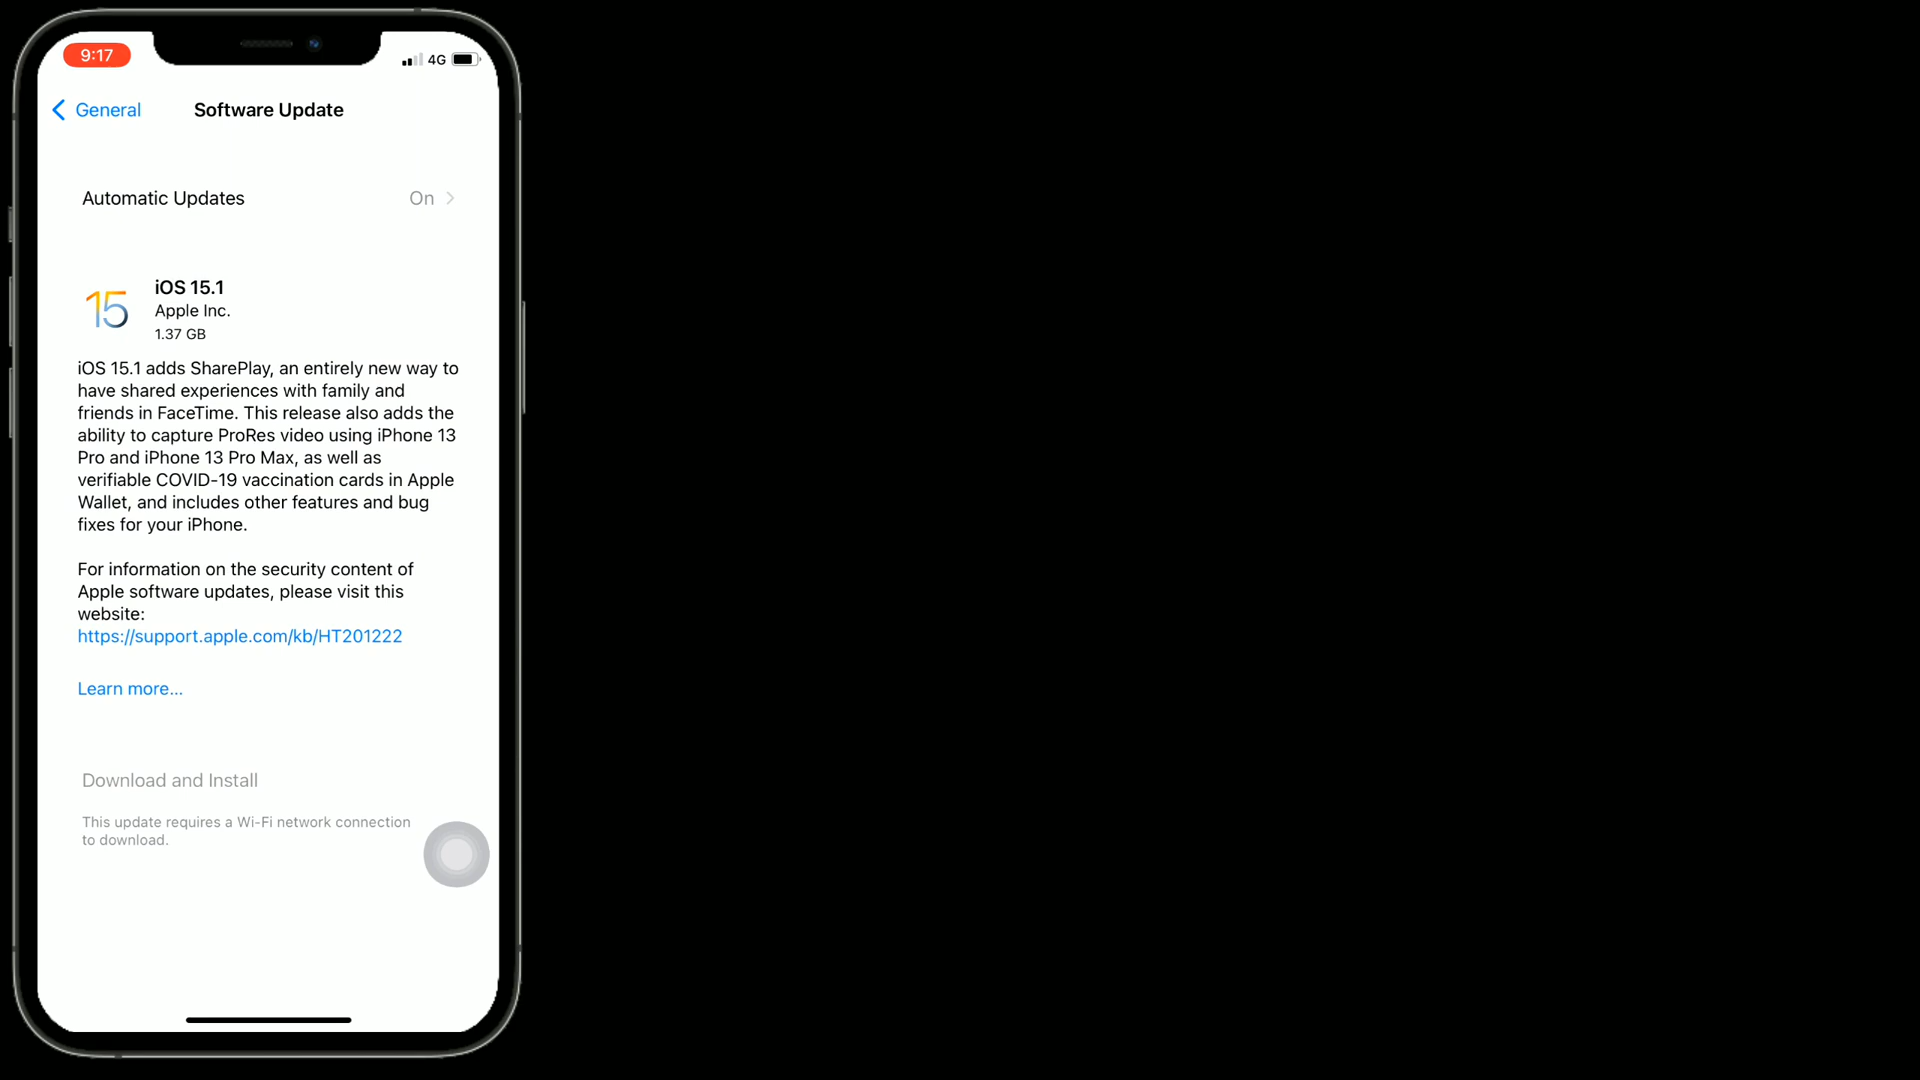 9:17
4G
General
Software Update
Automatic Updates
On
15
iOS 15.1
Apple Inc.
1.37 GB
iOS 15.1 adds SharePlay, an entirely new way to
have shared experiences with family and
friends in FaceTime. This release also adds the
ability to capture ProRes video using iPhone 13
Pro and iPhone 13 Pro Max, as well as
verifiable COVID-19 vaccination cards in Apple
Wallet, and includes other features and bug
fixes for your iPhone.
For information on the security content of
Apple software updates, please visit this
website:
https://support.apple.com/kb/HT201222
Learn more...
Download and Install
This update requires a Wi-Fi network connection
to download.